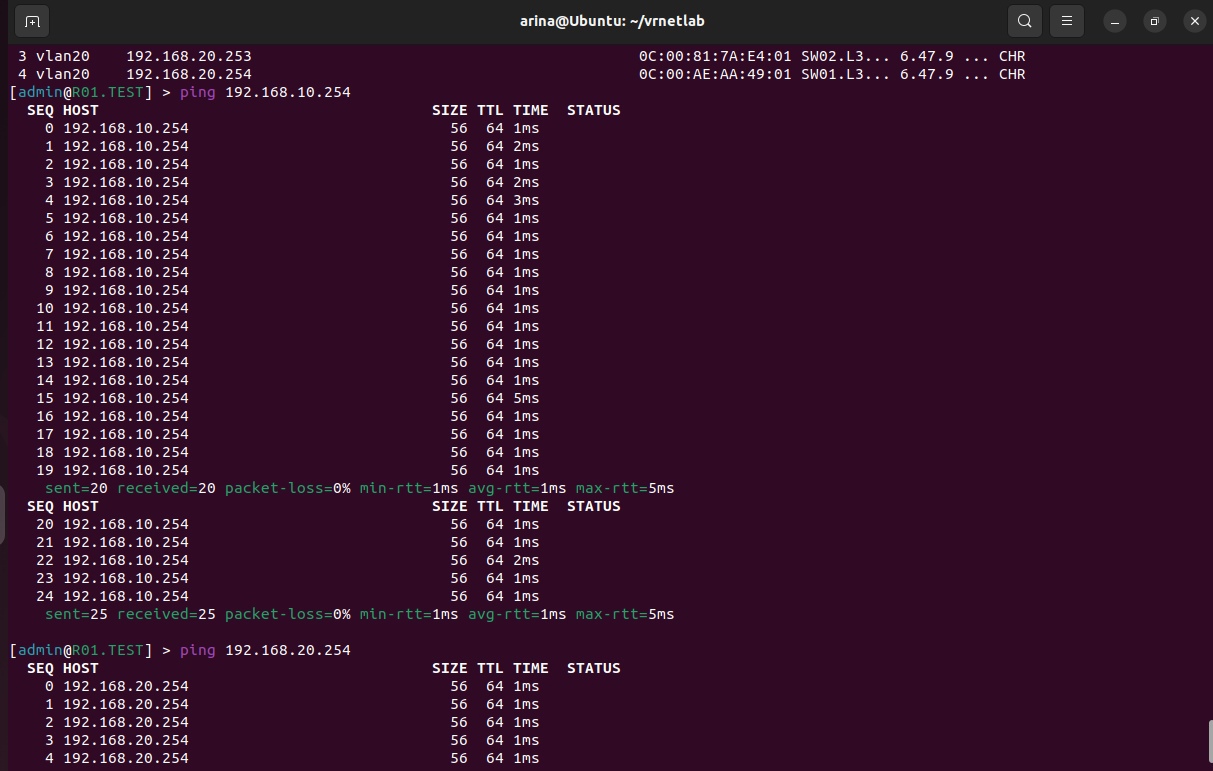 arina@Ubuntu: ~/vrnetlab
3 vlan20 192.168.20.253 0C:00:81:7A:E4:01 SW02.L3... 6.47.9 ... CHR
4 vlan20 192.168.20.254 0C:00:AE:AA:49:01 SW01.L3... 6.47.9 ... CHR
[admin@R01.TEST] > ping 192.168.10.254
SEQ HOST SIZE TTL TIME STATUS
0 192.168.10.254 56 64 1ms
1 192.168.10.254 56 64 2ms
2 192.168.10.254 56 64 1ms
3 192.168.10.254 56 64 2ms
4 192.168.10.254 56 64 3ms
5 192.168.10.254 56 64 1ms
6 192.168.10.254 56 64 1ms
7 192.168.10.254 56 64 1ms
8 192.168.10.254 56 64 1ms
9 192.168.10.254 56 64 1ms
10 192.168.10.254 56 64 1ms
11 192.168.10.254 56 64 1ms
12 192.168.10.254 56 64 1ms
13 192.168.10.254 56 64 1ms
14 192.168.10.254 56 64 1ms
15 192.168.10.254 56 64 5ms
16 192.168.10.254 56 64 1ms
17 192.168.10.254 56 64 1ms
18 192.168.10.254 56 64 1ms
19 192.168.10.254 56 64 1ms
sent=20 received=20 packet-loss=0% min-rtt=1ms avg-rtt=1ms max-rtt=5ms
SEQ HOST SIZE TTL TIME STATUS
20 192.168.10.254 56 64 1ms
21 192.168.10.254 56 64 1ms
22 192.168.10.254 56 64 2ms
23 192.168.10.254 56 64 1ms
24 192.168.10.254 56 64 1ms
sent=25 received=25 packet-loss=0% min-rtt=1ms avg-rtt=1ms max-rtt=5ms
[admin@R01.TEST] > ping 192.168.20.254
SEQ HOST SIZE TTL TIME STATUS
0 192.168.20.254 56 64 1ms
1 192.168.20.254 56 64 1ms
2 192.168.20.254 56 64 1ms
3 192.168.20.254 56 64 1ms
4 192.168.20.254 56 64 1ms